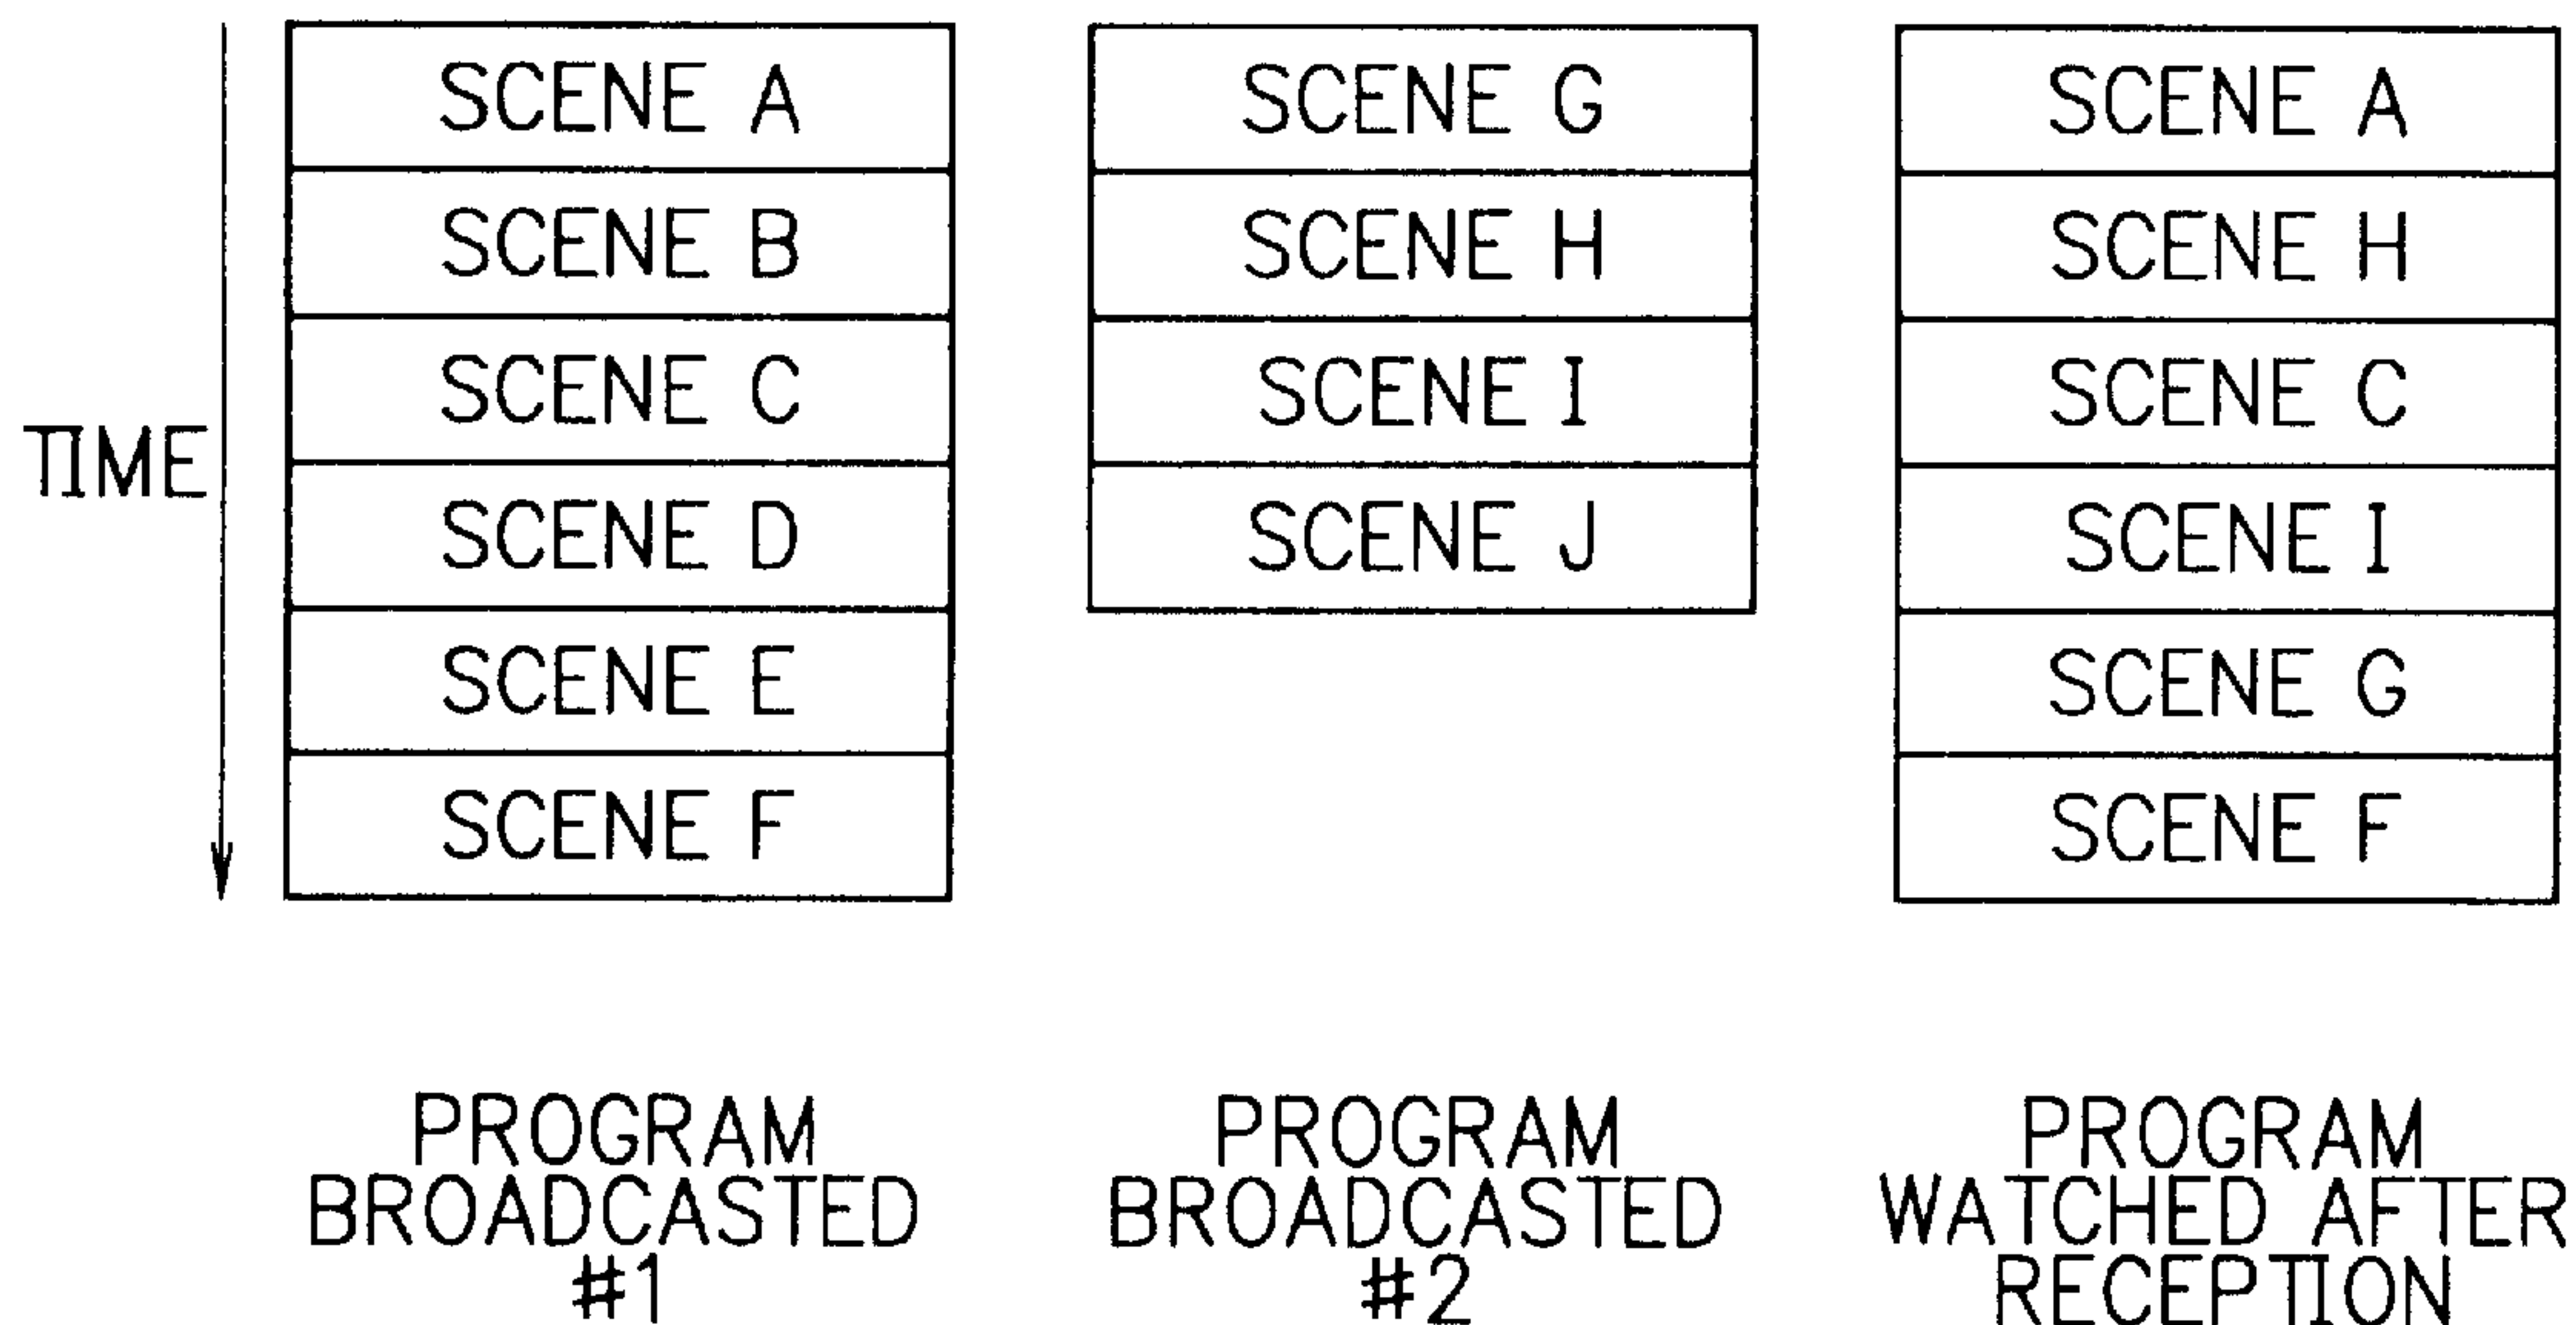 TIME
SCENE A
SCENE B
SCENE C
SCENE D
SCENE E
SCENE F
PROGRAM
BROADCASTED
#1
SCENE G
SCENE H
SCENE I
SCENE J
PROGRAM
BROADCASTED
#2
SCENE A
SCENE H
SCENE C
SCENE I
SCENE G
SCENE F
PROGRAM
WATCHED AFTER
RECEPTION